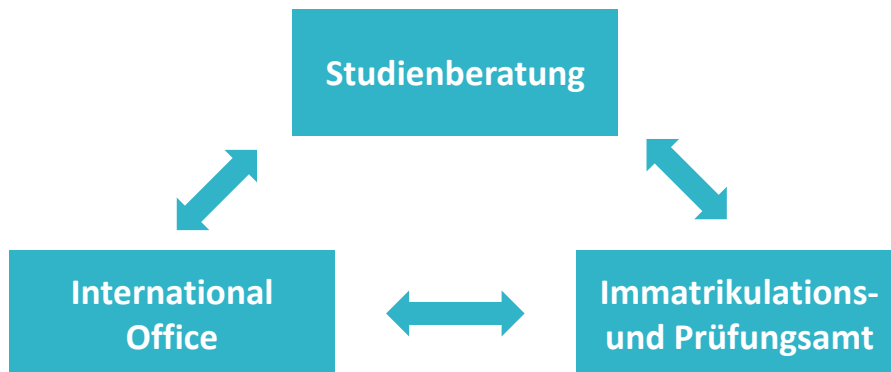 Studienberatung
International
Office
Immatrikulations-
und Prüfungsamt